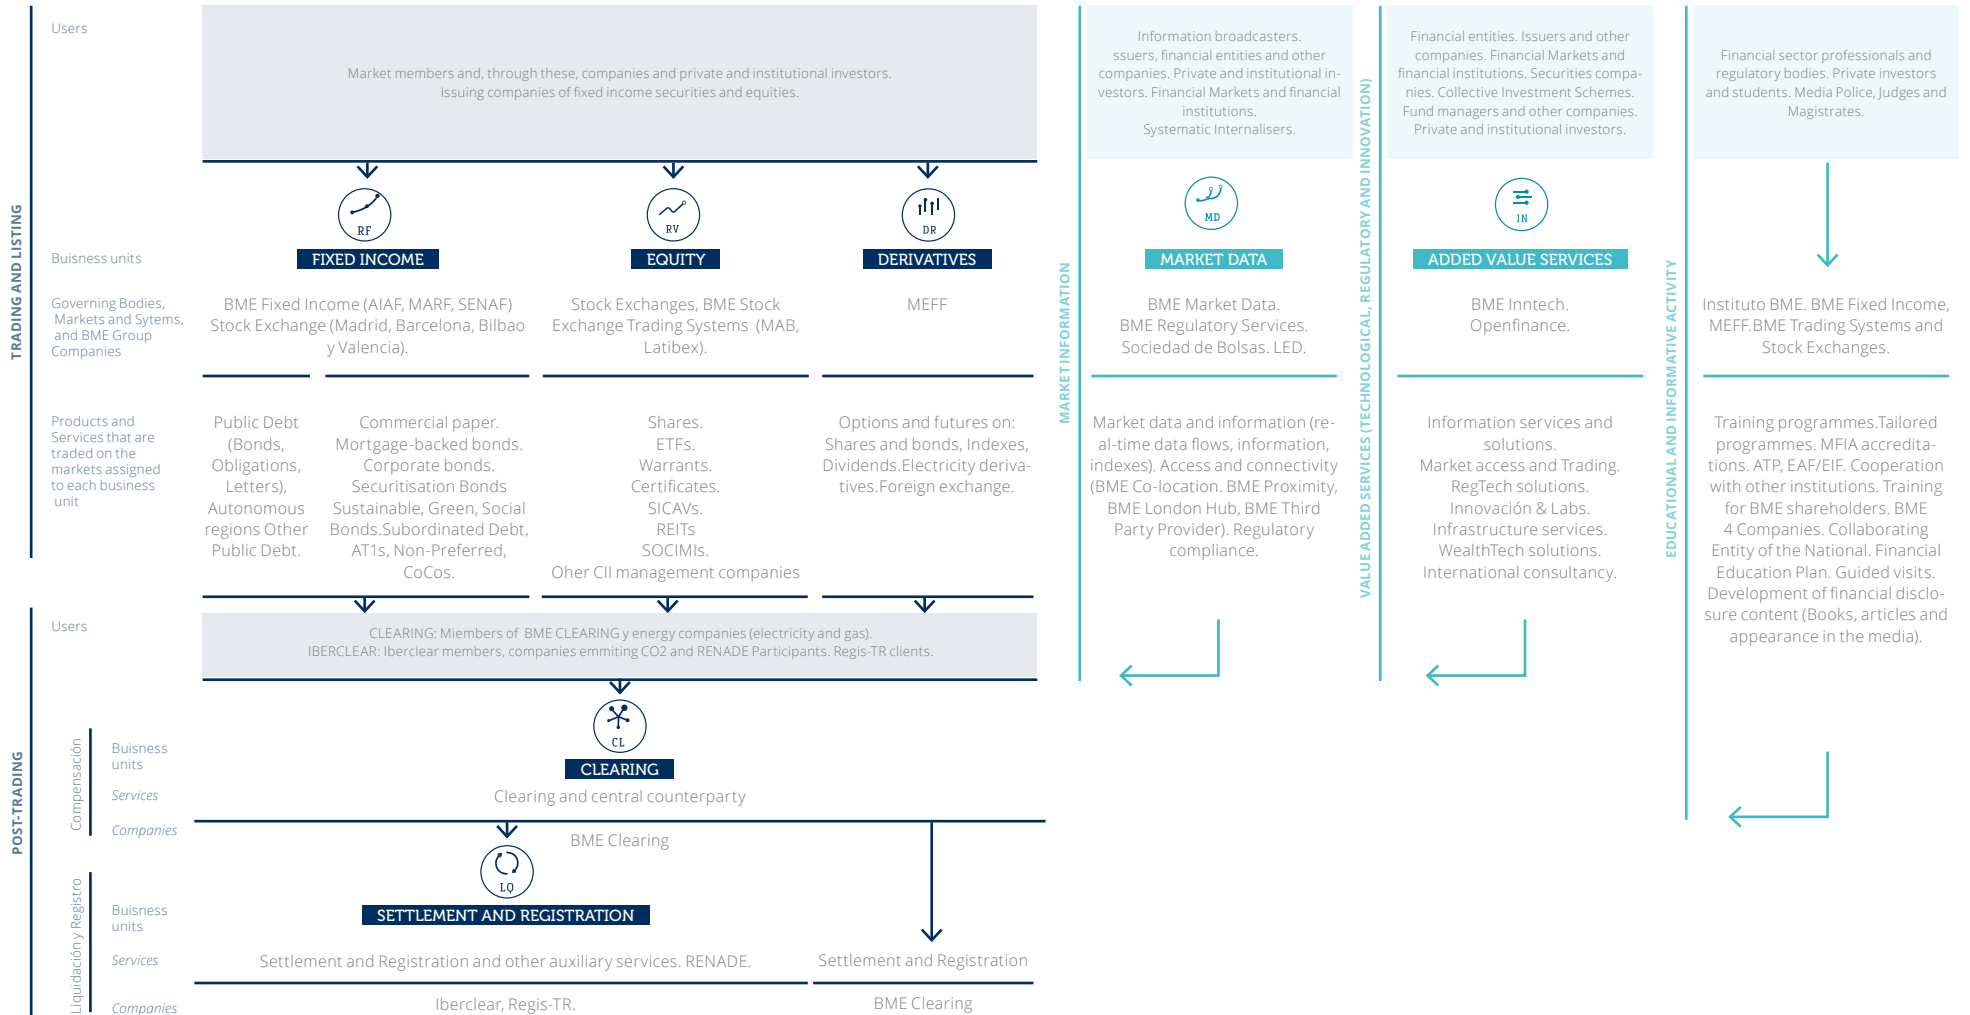 TRADING AND LISTING
Users
Market members and, through these, companies and private and institutional investors.
Issuing companies of fixed income securities and equities.
RF
RV
DR
Buisness units
FIXED INCOME
EQUITY
DERIVATIVES
Governing Bodies,
Markets and Sytems,
and BME Group
Companies
BME Fixed Income (AIAF, MARF, SENAF)
Stock Exchange (Madrid, Barcelona, Bilbao
y Valencia).
Stock Exchanges, BME Stock
Exchange Trading Systems (MAB,
Latibex).
MEFF
Products and
Services that are
traded on the
markets assigned
to each business
unit
Public Debt
(Bonds,
Obligations,
Letters),
Autonomous
regions Other
Public Debt.
Commercial paper.
Mortgage-backed bonds.
Corporate bonds.
Securitisation Bonds
Sustainable, Green, Social
Bonds.Subordinated Debt,
AT1s, Non-Preferred,
CoCos.
Shares.
ETFs.
Warrants.
Certificates.
SICAVs.
REITs
SOCIMIs.
Oher CII management companies
Options and futures on:
Shares and bonds, Indexes,
Dividends.Electricity deriva-
tives.Foreign exchange.
POST-TRADING
Users
CLEARING: Miembers of BME CLEARING y energy companies (electricity and gas).
IBERCLEAR: Iberclear members, companies emmiting CO2 and RENADE Participants. Regis-TR clients.
CL
Compensación
Buisness
units
CLEARING
Services
Clearing and central counterparty
Companies
BME Clearing
LQ
Liquidación y Registro
Buisness
units
SETTLEMENT AND REGISTRATION
Services
Settlement and Registration and other auxiliary services. RENADE.
Settlement and Registration
Companies
Iberclear, Regis-TR.
BME Clearing
MARKET INFORMATION
Information broadcasters.
ssuers, financial entities and other
companies. Private and institutional in-
vestors. Financial Markets and financial
institutions.
Systematic Internalisers.
MD
MARKET DATA
BME Market Data.
BME Regulatory Services.
Sociedad de Bolsas. LED.
Market data and information (re-
al-time data flows, information,
indexes). Access and connectivity
(BME Co-location. BME Proximity,
BME London Hub, BME Third
Party Provider). Regulatory
compliance.
VALUE ADDED SERVICES (TECHNOLOGICAL, REGULATORY AND INNOVATION)
Financial entities. Issuers and other
companies. Financial Markets and
financial institutions. Securities compa-
nies. Collective Investment Schemes.
Fund managers and other companies.
Private and institutional investors.
IN
ADDED VALUE SERVICES
BME Inntech.
Openfinance.
Information services and
solutions.
Market access and Trading.
RegTech solutions.
Innovación & Labs.
Infrastructure services.
WealthTech solutions.
International consultancy.
EDUCATIONAL AND INFORMATIVE ACTIVITY
Financial sector professionals and
regulatory bodies. Private investors
and students. Media Police, Judges and
Magistrates.
Instituto BME. BME Fixed Income,
MEFF.BME Trading Systems and
Stock Exchanges.
Training programmes.Tailored
programmes. MFIA accredita-
tions. ATP, EAF/EIF. Cooperation
with other institutions. Training
for BME shareholders. BME
4 Companies. Collaborating
Entity of the National. Financial
Education Plan. Guided visits.
Development of financial disclo-
sure content (Books, articles and
appearance in the media).